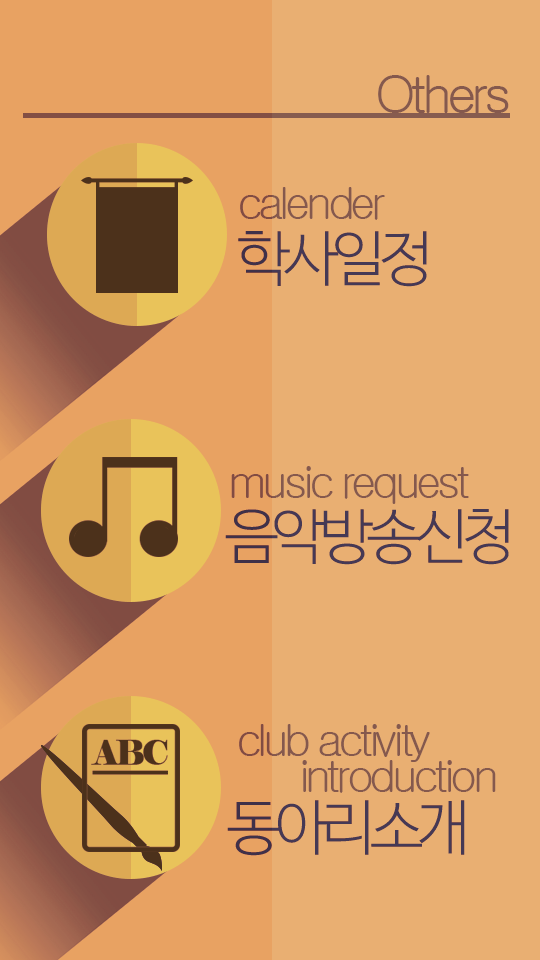 Others
calender
학사일정
music request
음악방송신청
ABC
club activity
introduction
동아리소개